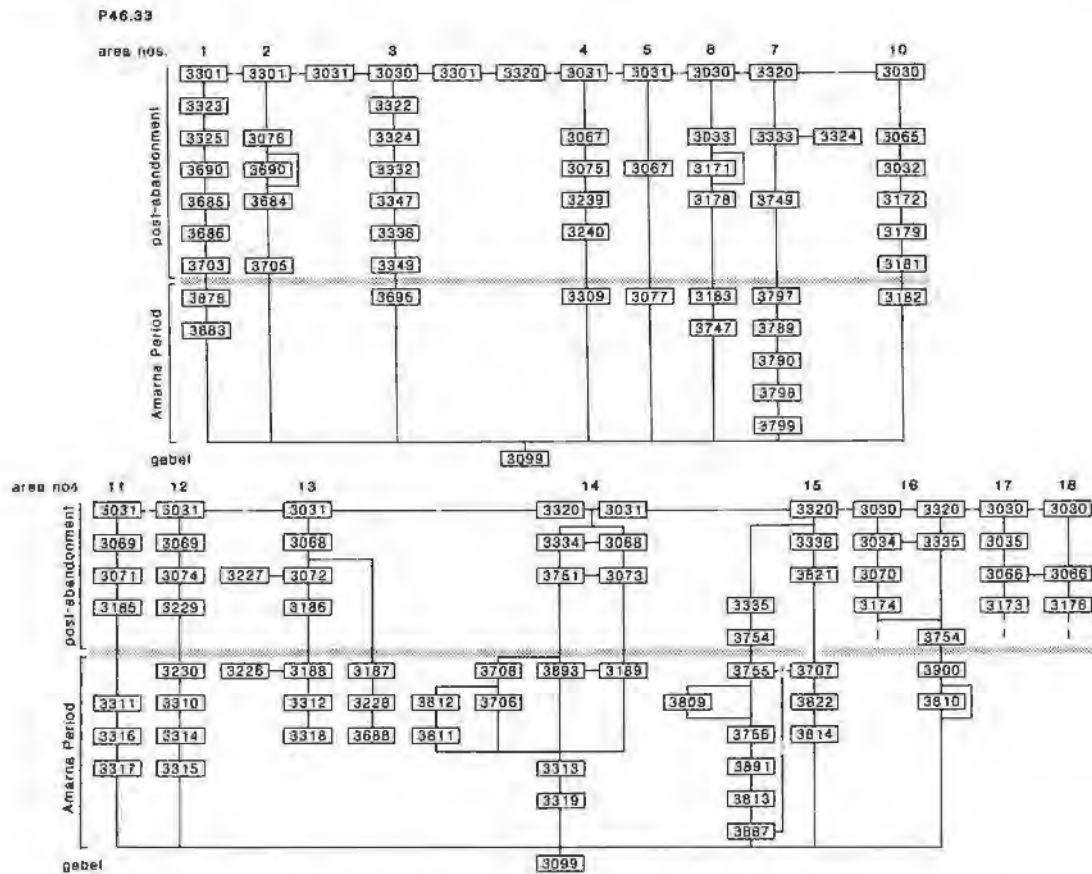 P46.33
area nos. 1 2 3 4 5 8 7 10
3301 3301 3031 3030 3301 3320 3031 3031 3030 3320 3030
3323 3322
3325 3076 3324 3067 3033 3333 3324 3065
3690 3690 3332 3075 3067 3171 3032
3685 3684 3347 3239 3178 3749 3172
3686 3338 3240 3179
3703 3705 3349 3181
post-abandonment
3878 3695 3309 3077 3183 3797 3182
3883 3747 3789
3790
3798
3799
Amarna Period
gebel 3099
area nos 11 12 13 14 15 16 17 18
3031 3031 3031 3320 3031 3320 3030 3320 3030 3030
3069 3069 3068 3334 3068 3336 3034 3335 3035
3071 3074 3227 3072 3751 3073 3821 3070 3066 3066
3185 3229 3186 3335 3174 3173 3176
3754 3754
post-abandonment
3230 3226 3188 3187 3708 3893 3189 3755 3707 3900
3311 3310 3312 3228 3812 3706 3809 3822 3810
3316 3314 3318 3688 3811 3756 3814
3317 3315 3313 3891
3319 3813
3887
Amarna Period
gebel 3099